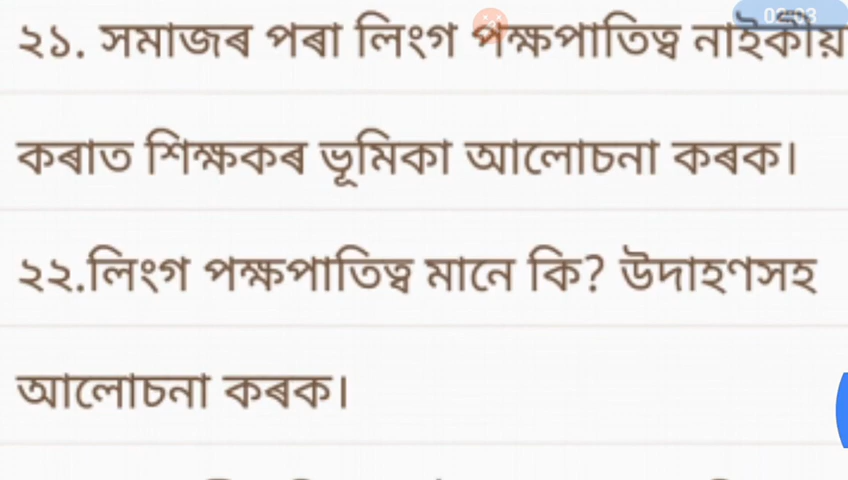 ২১. সমাজৰ পৰা লিংগ পক্ষপাতিত্ব নাইকীয়া
কৰাত শিক্ষকৰ ভূমিকা আলোচনা কৰক।
২২.লিংগ পক্ষপাতিত্ব মানে কি? উদাহণসহ
আলোচনা কৰক।